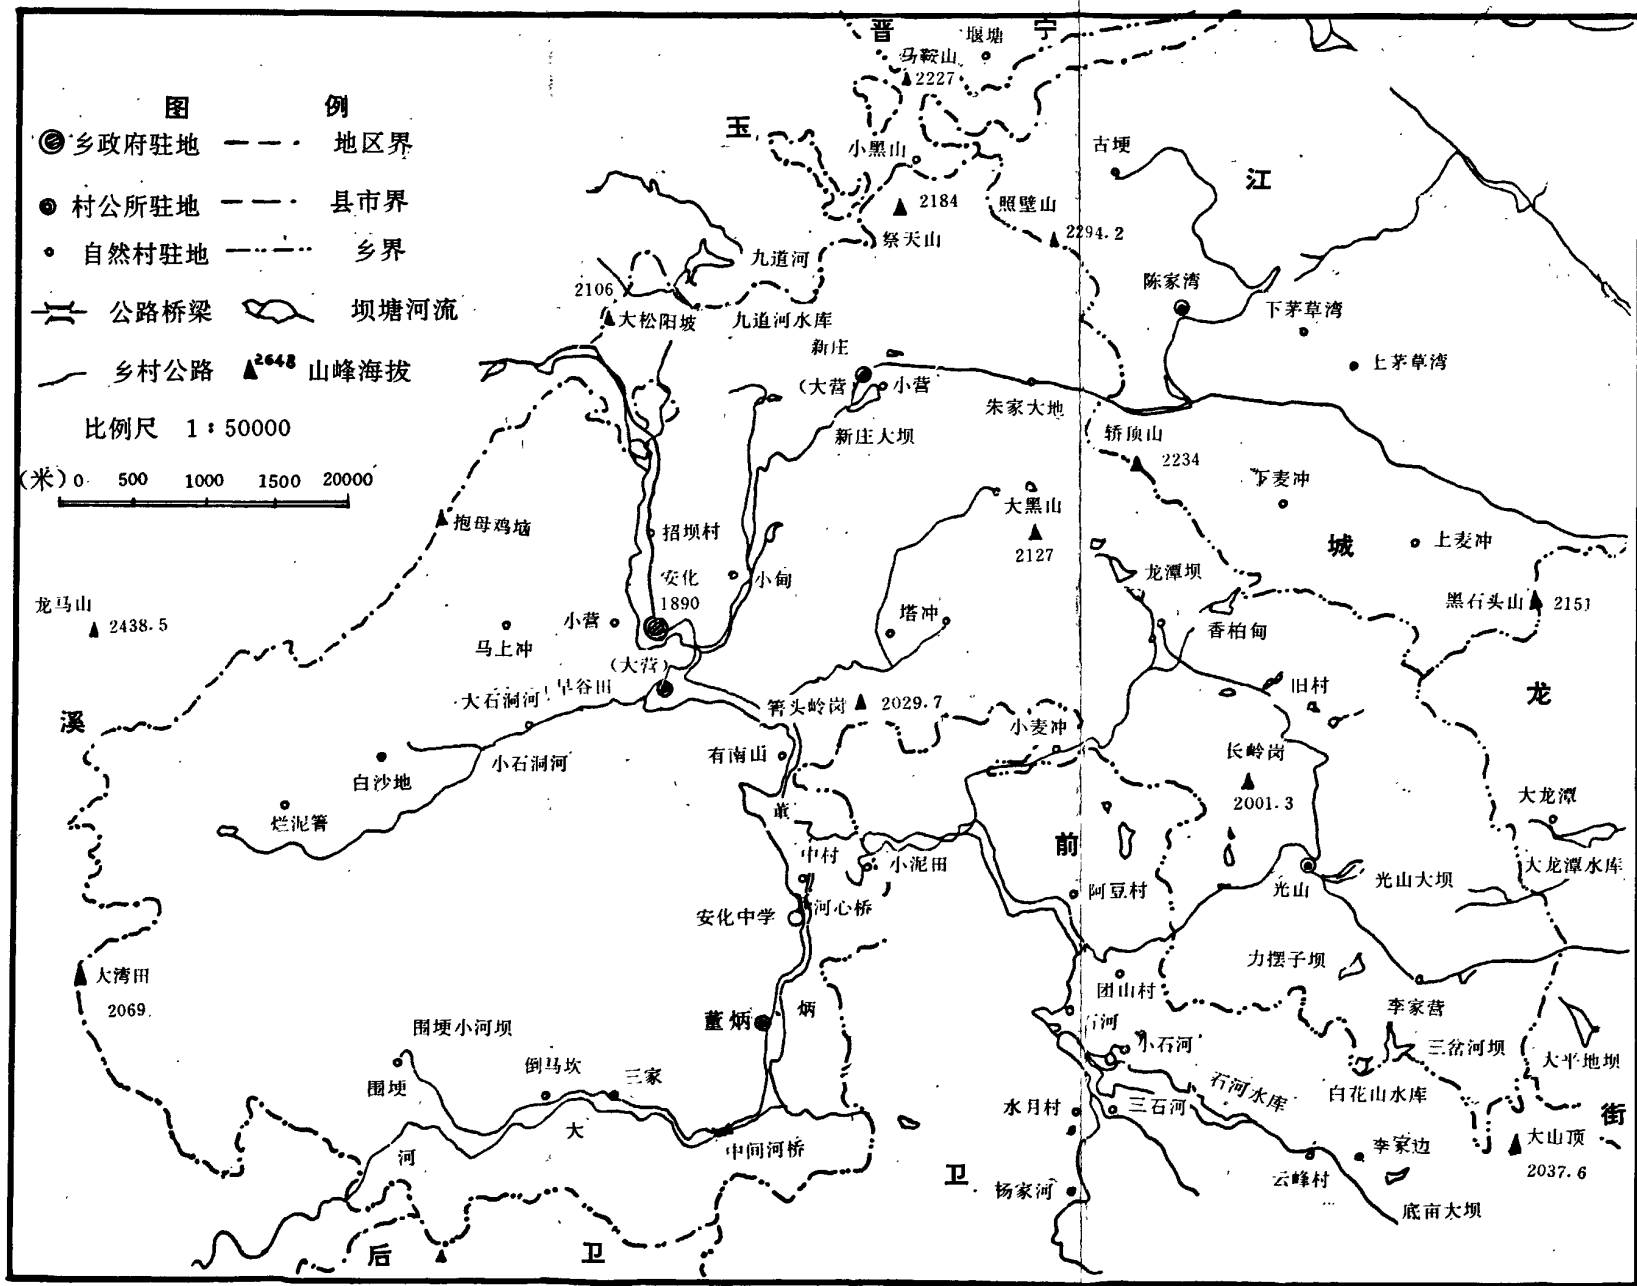 晋 宁
堰塘
马鞍山
2227
图 例
乡政府驻地 地区界
村公所驻地 县市界
自然村驻地 乡界
公路桥梁 坝塘河流
乡村公路 2648 山峰海拔
比例尺 1:50000
(米) 0 500 1000 1500 20000
玉
小黑山
2184
祭天山
照壁山
2294.2
古埂
江
九道河
2106
大松阳坡
九道河水库
陈家湾
下茅草湾
上茅草湾
新庄
(大营 小营
新庄大坝
朱家大地
轿顶山
2234
下麦冲
上麦冲
城
抱母鸡垴
招坝村
大黑山
2127
龙潭坝
黑石头山 2151
龙马山
2438.5
安化
1890
小甸
小营
(大营)
马上冲
塔冲
香柏甸
大石洞河
旱谷田
箐头岭岗 2029.7
旧村
龙
溪
小麦冲
长岭岗
2001.3
有南山
小石洞河
白沙地
烂泥箐
董
大龙潭
大龙潭水库
中村
小泥田
前
阿豆村
光山
光山大坝
安化中学
河心桥
大湾田
2069
力摆子坝
团山村
李家营
董炳
炳
石河
小石河
三岔河坝
大平地坝
围埂小河坝
围埂
倒马坎
三家
石河水库
白花山水库
水月村
三石河
街
大
河
中间河桥
大山顶
2037.6
李家边
云峰村
卫
杨家河
底亩大坝
后 卫